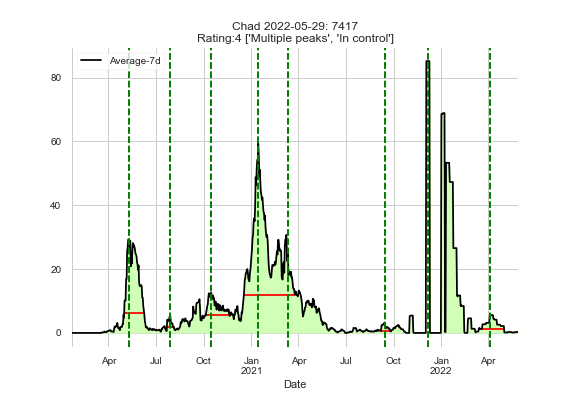 Chad 2022-05-29: 7417
Rating:4 ['Multiple peaks', 'In control']
Average-7d
80
60
40
20
0
Apr Jul Oct Jan Apr Jul Oct Jan Apr
2021 2022
Date